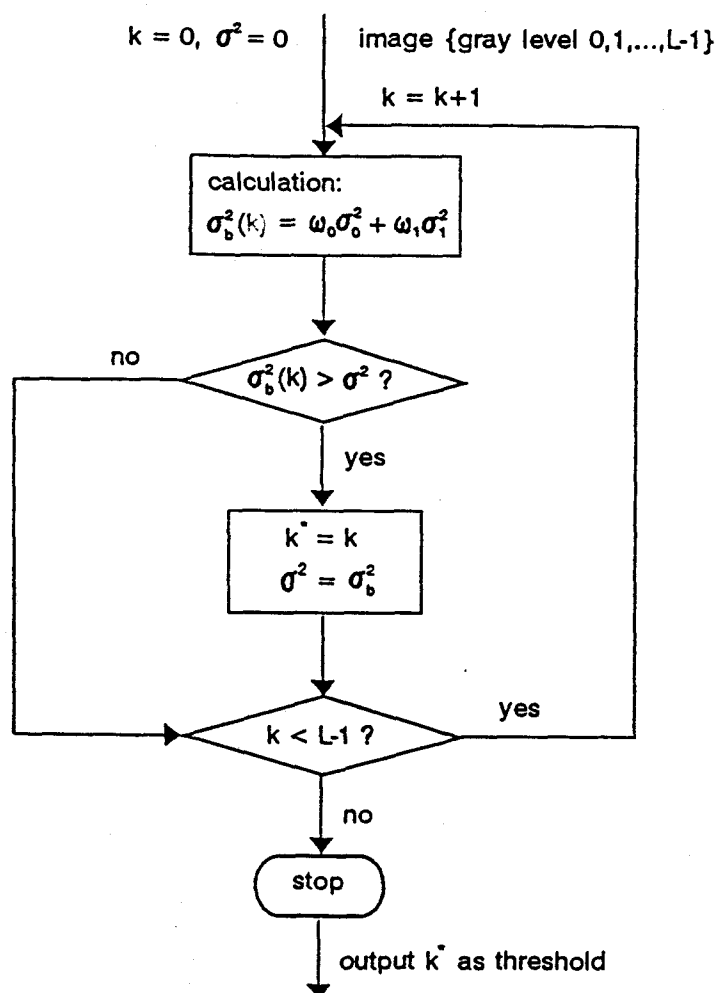 k = 0, σ² = 0
image {gray level 0,1,...,L-1}
k = k+1
calculation:
σ_b²(k) = ω₀σ₀² + ω₁σ₁²
no
σ_b²(k) > σ² ?
yes
k* = k
σ² = σ_b²
k < L-1 ?
yes
no
stop
output k* as threshold